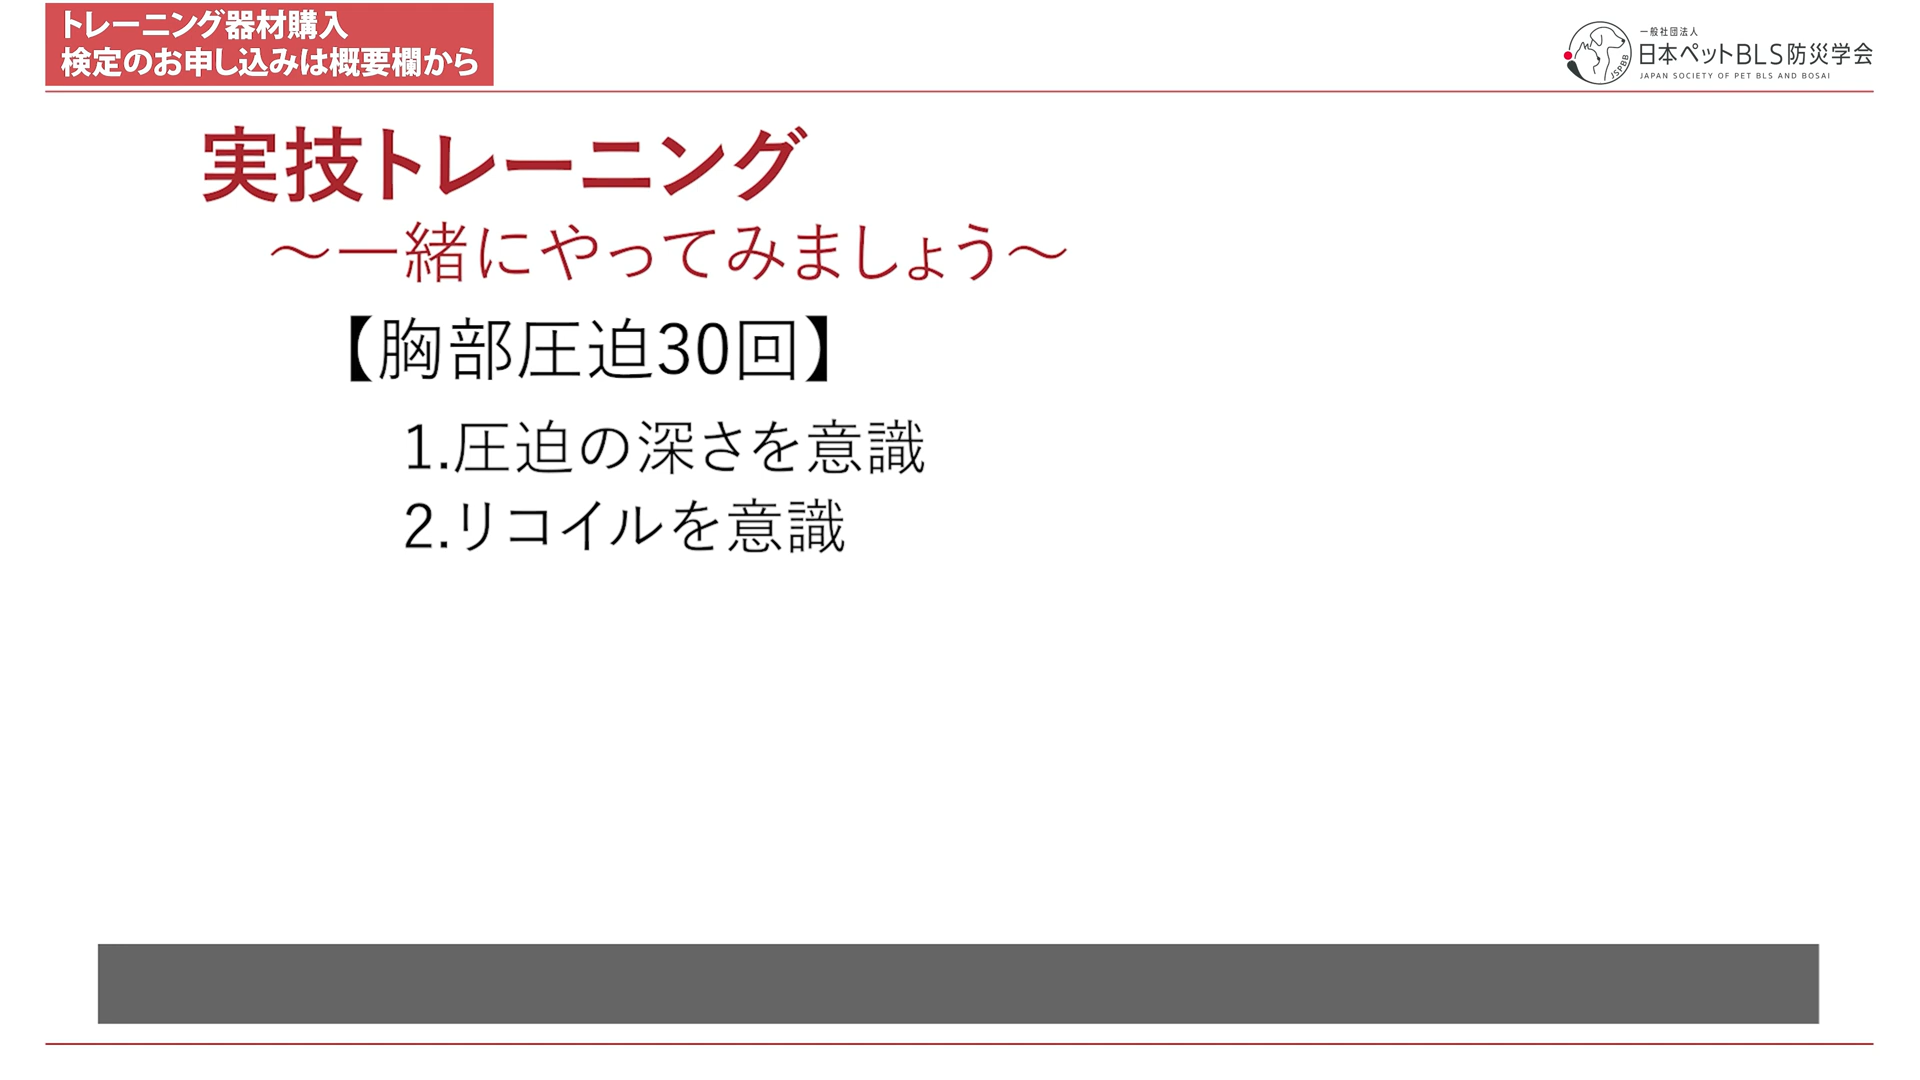 トレーニング器材購入
検定のお申し込みは概要欄から
一般社団法人
日本ペットBLS防災学会
JAPAN SOCIETY OF PET BLS AND BOSAI
JSPBB
実技トレーニング
～一緒にやってみましょう～
【胸部圧迫30回】
1.圧迫の深さを意識
2.リコイルを意識